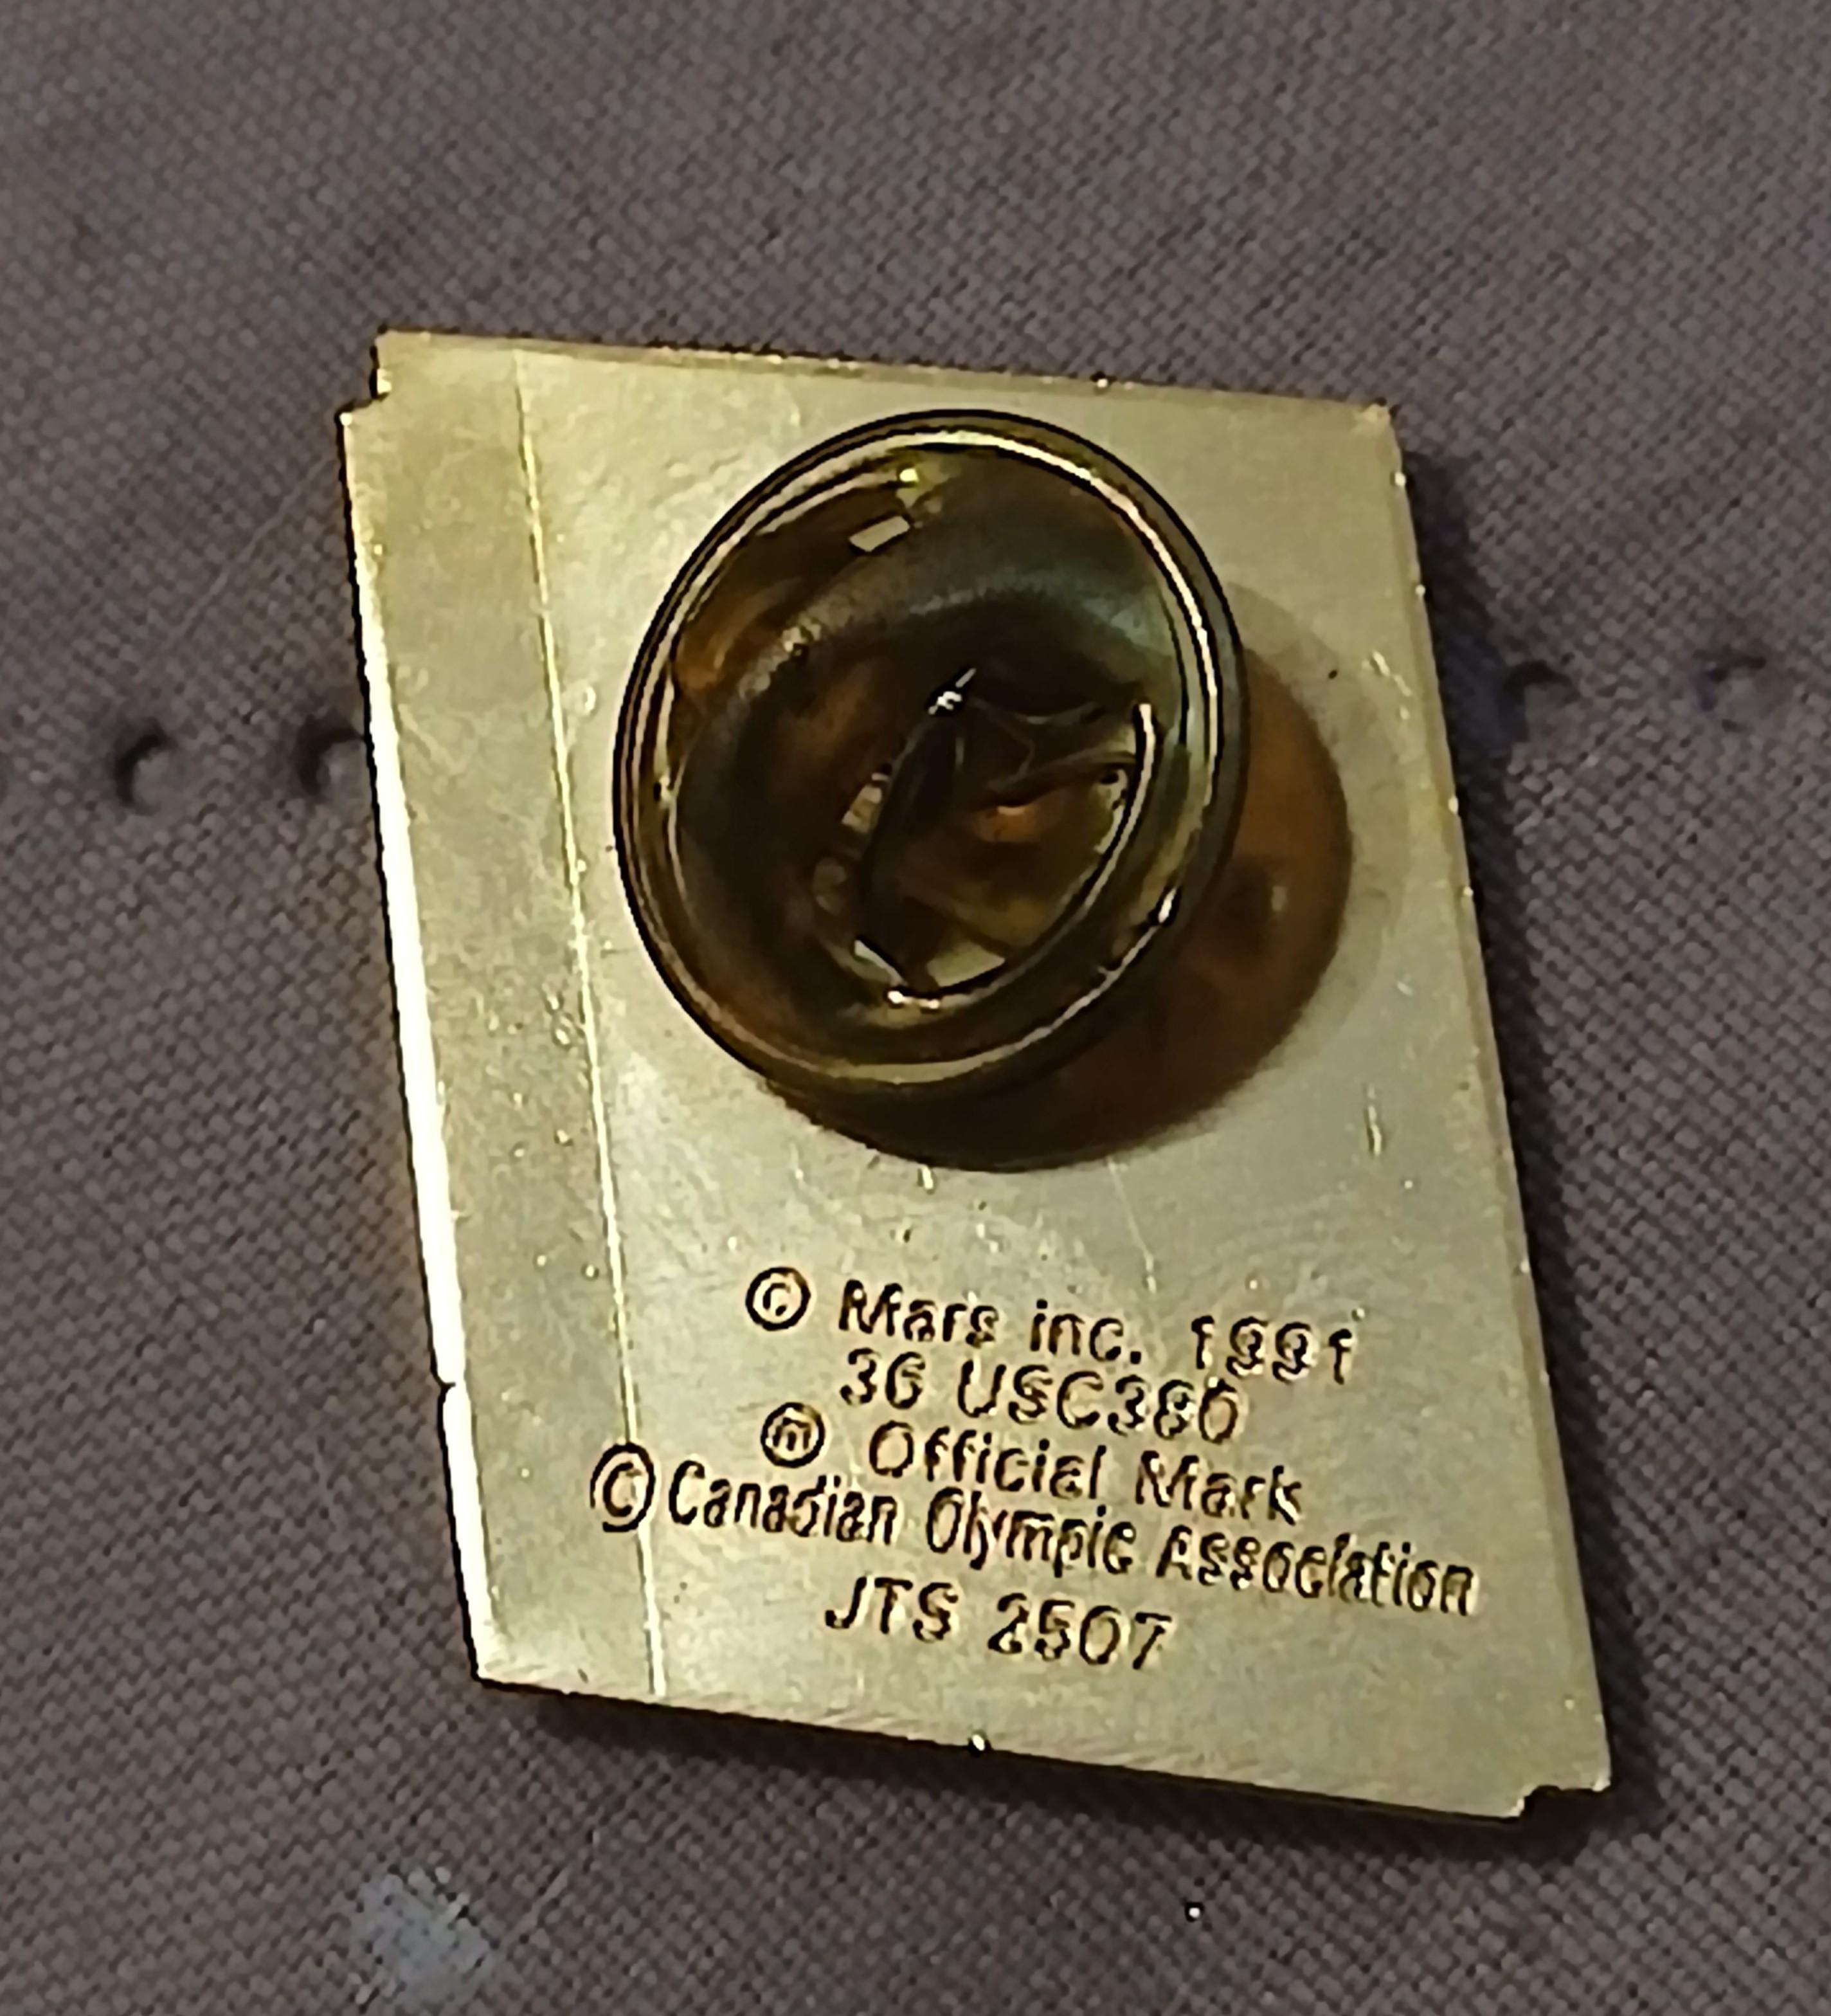 © Mars inc. 1991
36 USC380
ⓜ Official Mark
© Canadian Olympic Association
JTS 2507